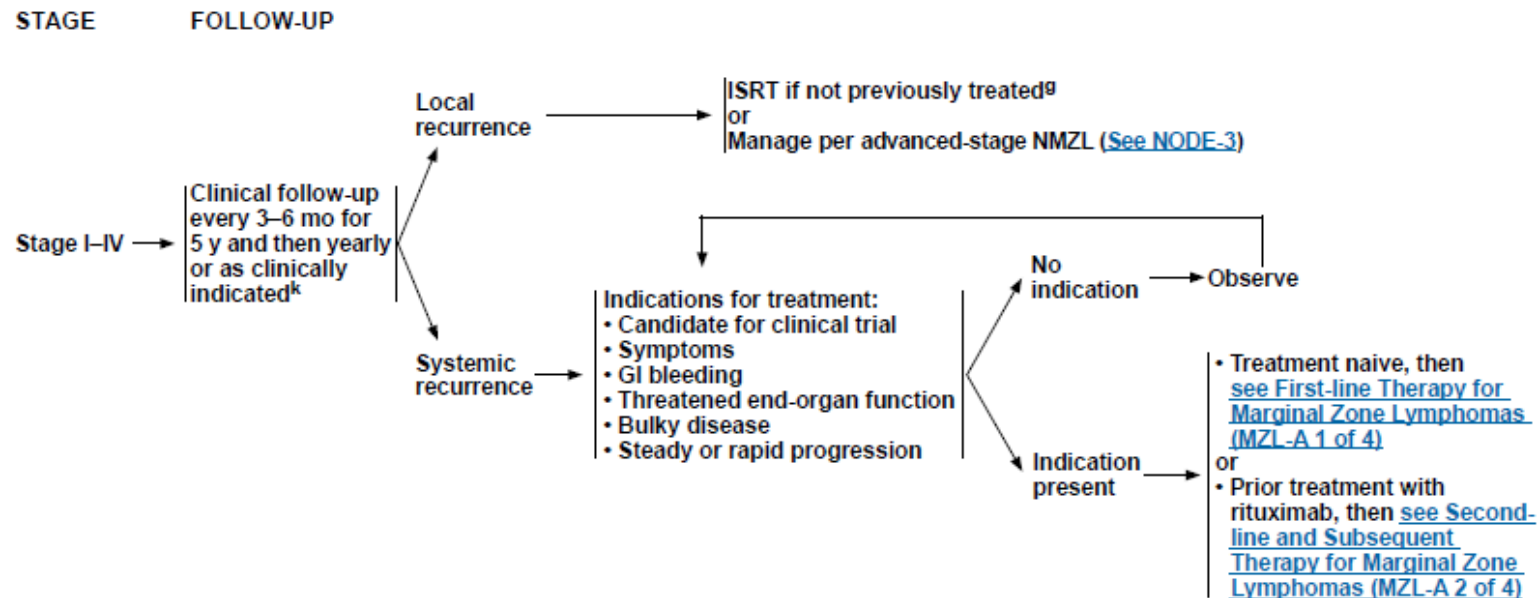 STAGE FOLLOW-UP
Local
recurrence
ISRT if not previously treatedg
or
Manage per advanced-stage NMZL (See NODE-3)
Stage I–IV
Clinical follow-up
every 3–6 mo for
5 y and then yearly
or as clinically
indicatedk
Systemic
recurrence
Indications for treatment:
• Candidate for clinical trial
• Symptoms
• GI bleeding
• Threatened end-organ function
• Bulky disease
• Steady or rapid progression
No
indication
Observe
Indication
present
• Treatment naive, then
see First-line Therapy for
Marginal Zone Lymphomas
(MZL-A 1 of 4)
or
• Prior treatment with
rituximab, then see Second-
line and Subsequent
Therapy for Marginal Zone
Lymphomas (MZL-A 2 of 4)